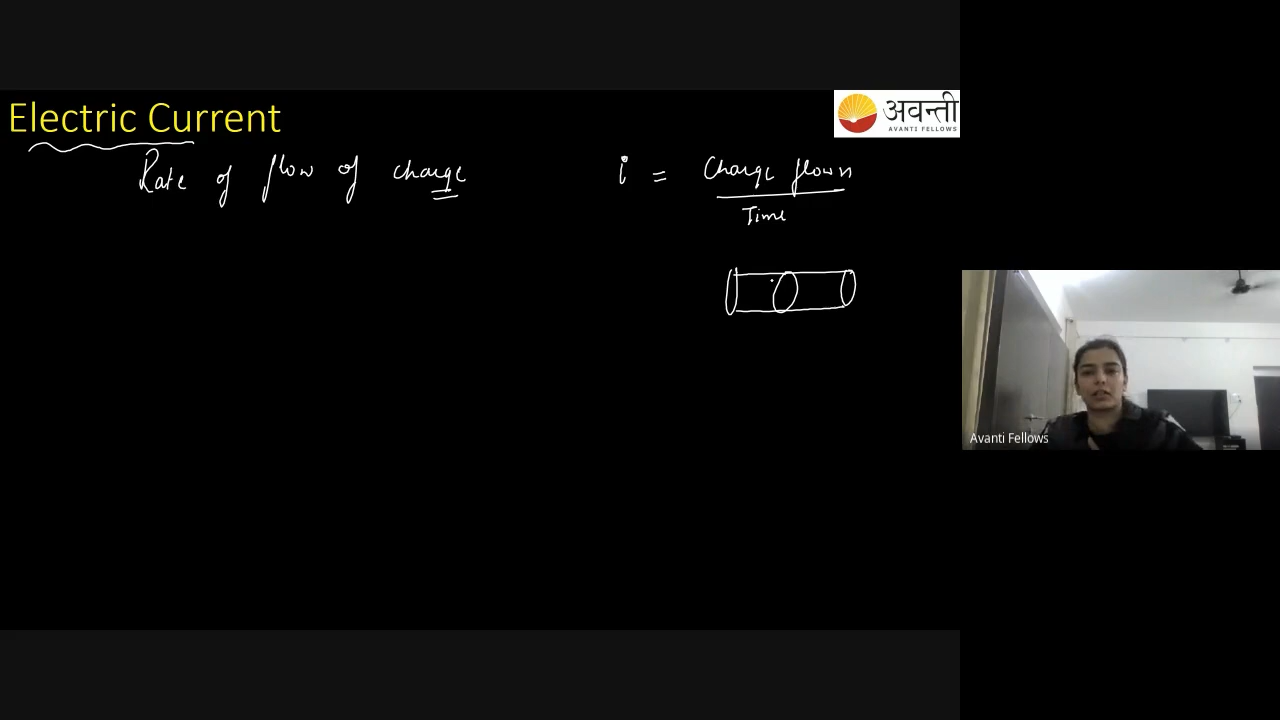 Electric Current
अवन्ती
AVANTI FELLOWS
Rate of flow of charge
i = Charge flown
Time
Avanti Fellows